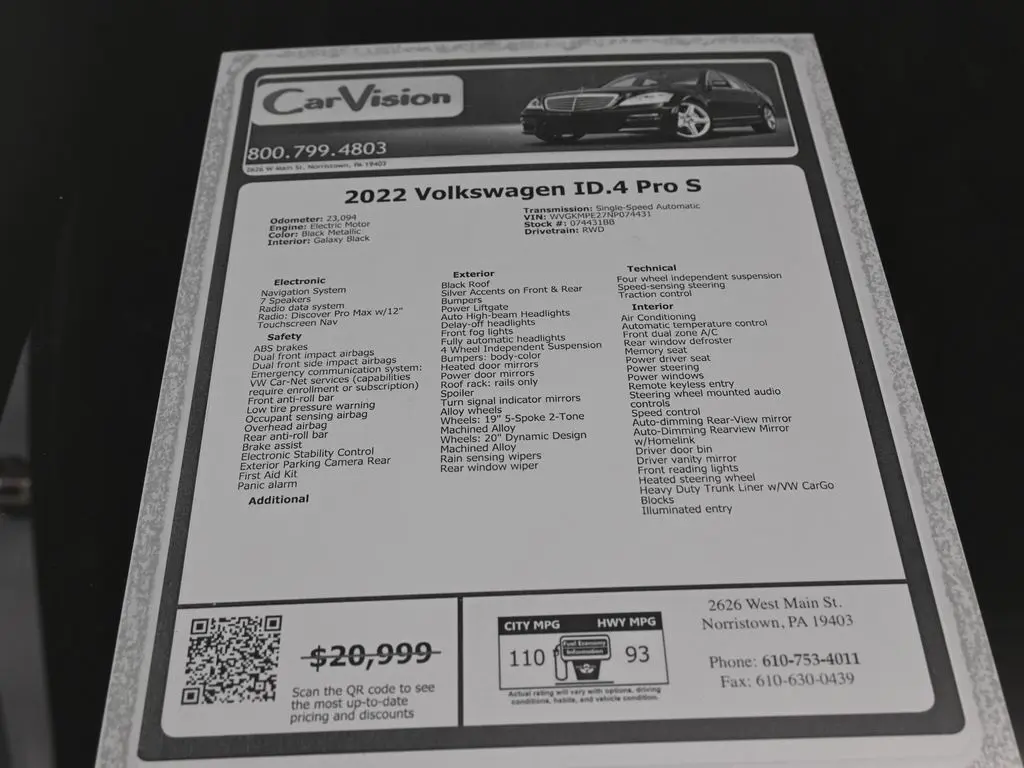 CarVision
800.799.4803
2626 W Main St, Norristown, PA 19403
2022 Volkswagen ID.4 Pro S
Odometer: 23,094
Engine: Electric Motor
Color: Black Metallic
Interior: Galaxy Black
Transmission: Single-Speed Automatic
VIN: WVGKMPE27NP074431
Stock #: 074431BB
Drivetrain: RWD
Electronic
Navigation System
7 Speakers
Radio data system
Radio: Discover Pro Max w/12"
Touchscreen Nav
Safety
ABS brakes
Dual front impact airbags
Dual front side impact airbags
Emergency communication system:
VW Car-Net services (capabilities
require enrollment or subscription)
Front anti-roll bar
Low tire pressure warning
Occupant sensing airbag
Overhead airbag
Rear anti-roll bar
Brake assist
Electronic Stability Control
Exterior Parking Camera Rear
First Aid Kit
Panic alarm
Additional
Exterior
Black Roof
Silver Accents on Front & Rear
Bumpers
Power Liftgate
Auto High-beam Headlights
Delay-off headlights
Front fog lights
Fully automatic headlights
4 Wheel Independent Suspension
Bumpers: body-color
Heated door mirrors
Power door mirrors
Roof rack: rails only
Spoiler
Turn signal indicator mirrors
Alloy wheels
Wheels: 19" 5-Spoke 2-Tone
Machined Alloy
Wheels: 20" Dynamic Design
Machined Alloy
Rain sensing wipers
Rear window wiper
Technical
Four wheel independent suspension
Speed-sensing steering
Traction control
Interior
Air Conditioning
Automatic temperature control
Front dual zone A/C
Rear window defroster
Memory seat
Power driver seat
Power steering
Power windows
Remote keyless entry
Steering wheel mounted audio
controls
Speed control
Auto-dimming Rear-View mirror
Auto-Dimming Rearview Mirror
w/Homelink
Driver door bin
Driver vanity mirror
Front reading lights
Heated steering wheel
Heavy Duty Trunk Liner w/VW CarGo
Blocks
Illuminated entry
$20,999
Scan the QR code to see
the most up-to-date
pricing and discounts
CITY MPG
HWY MPG
Fuel Economy
Information
110
93
Actual rating will vary with options, driving
conditions, habits, and vehicle condition.
2626 West Main St.
Norristown, PA 19403
Phone: 610-753-4011
Fax: 610-630-0439